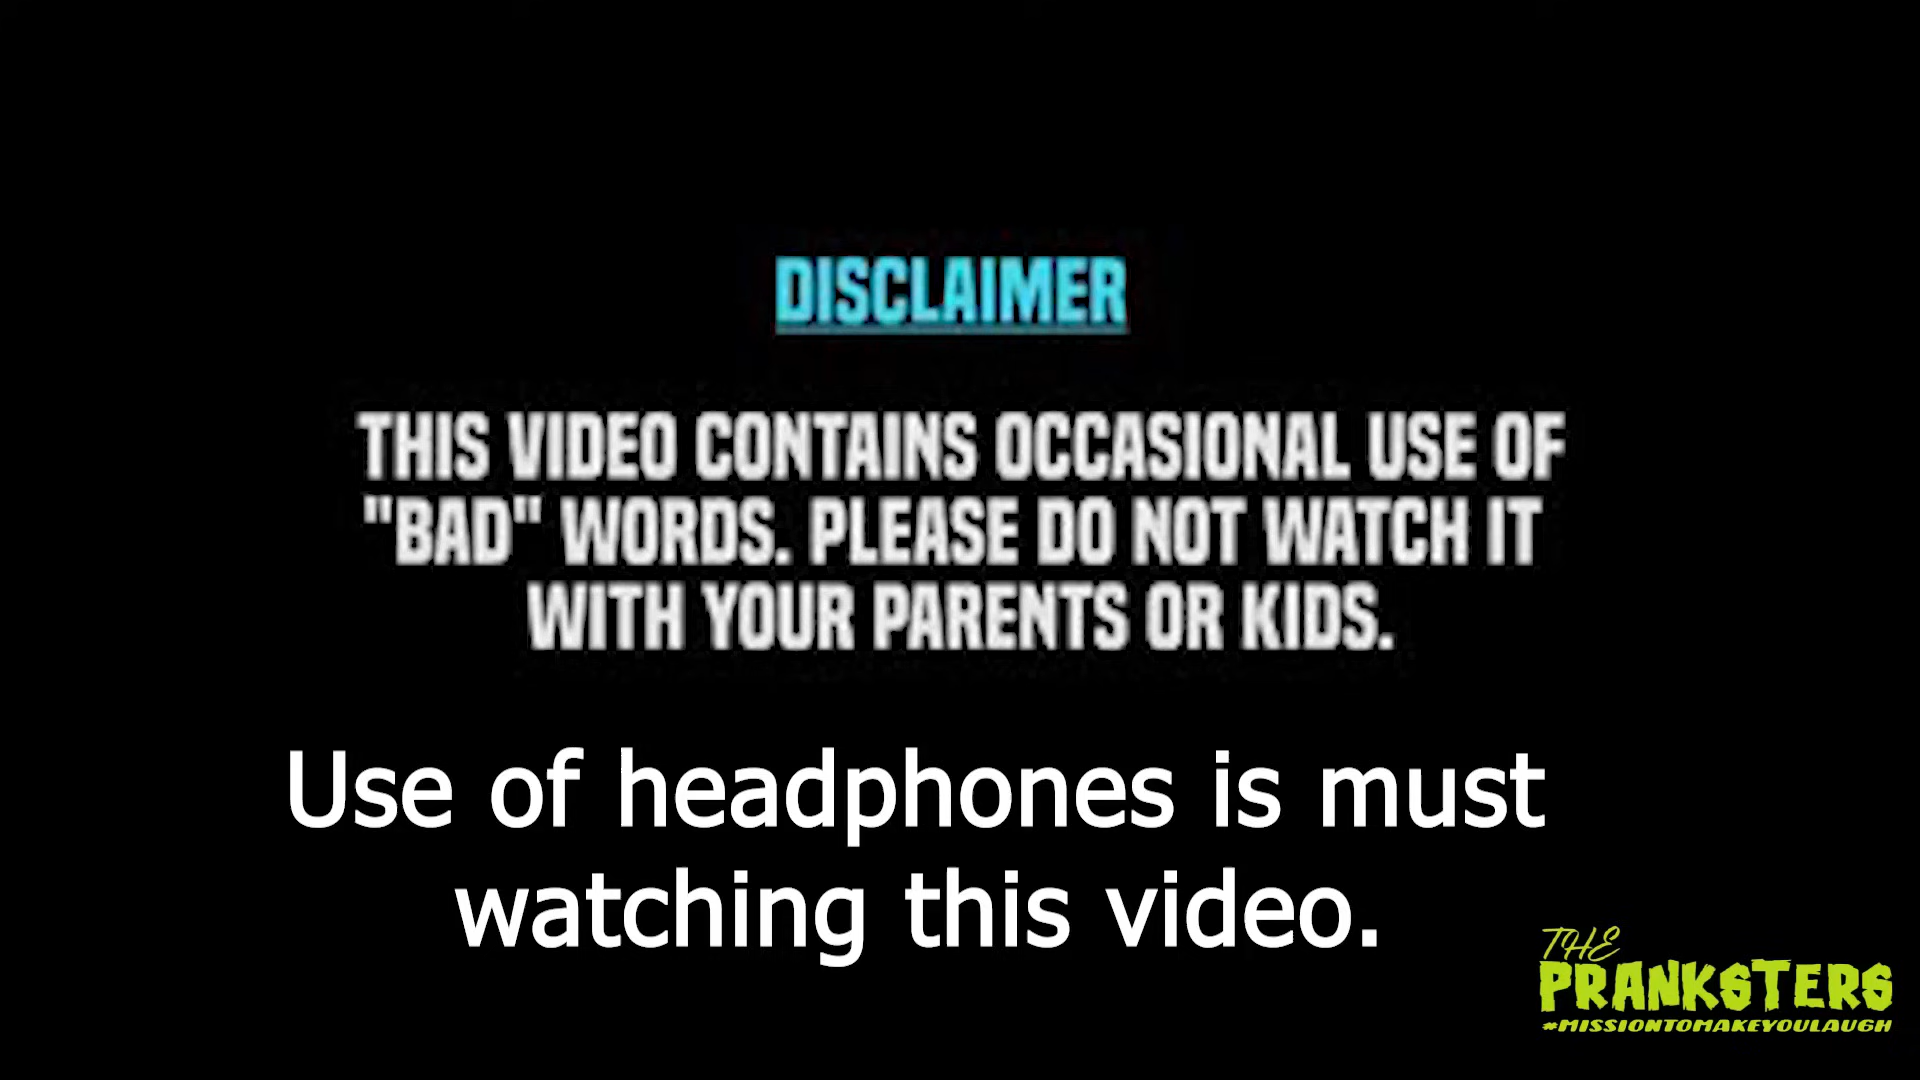 DISCLAIMER
THIS VIDEO CONTAINS OCCASIONAL USE OF
"BAD" WORDS. PLEASE DO NOT WATCH IT
WITH YOUR PARENTS OR KIDS.
Use of headphones is must
watching this video.
THE
PRANKSTERS
#MISSIONTOMAKEYOULAUGH